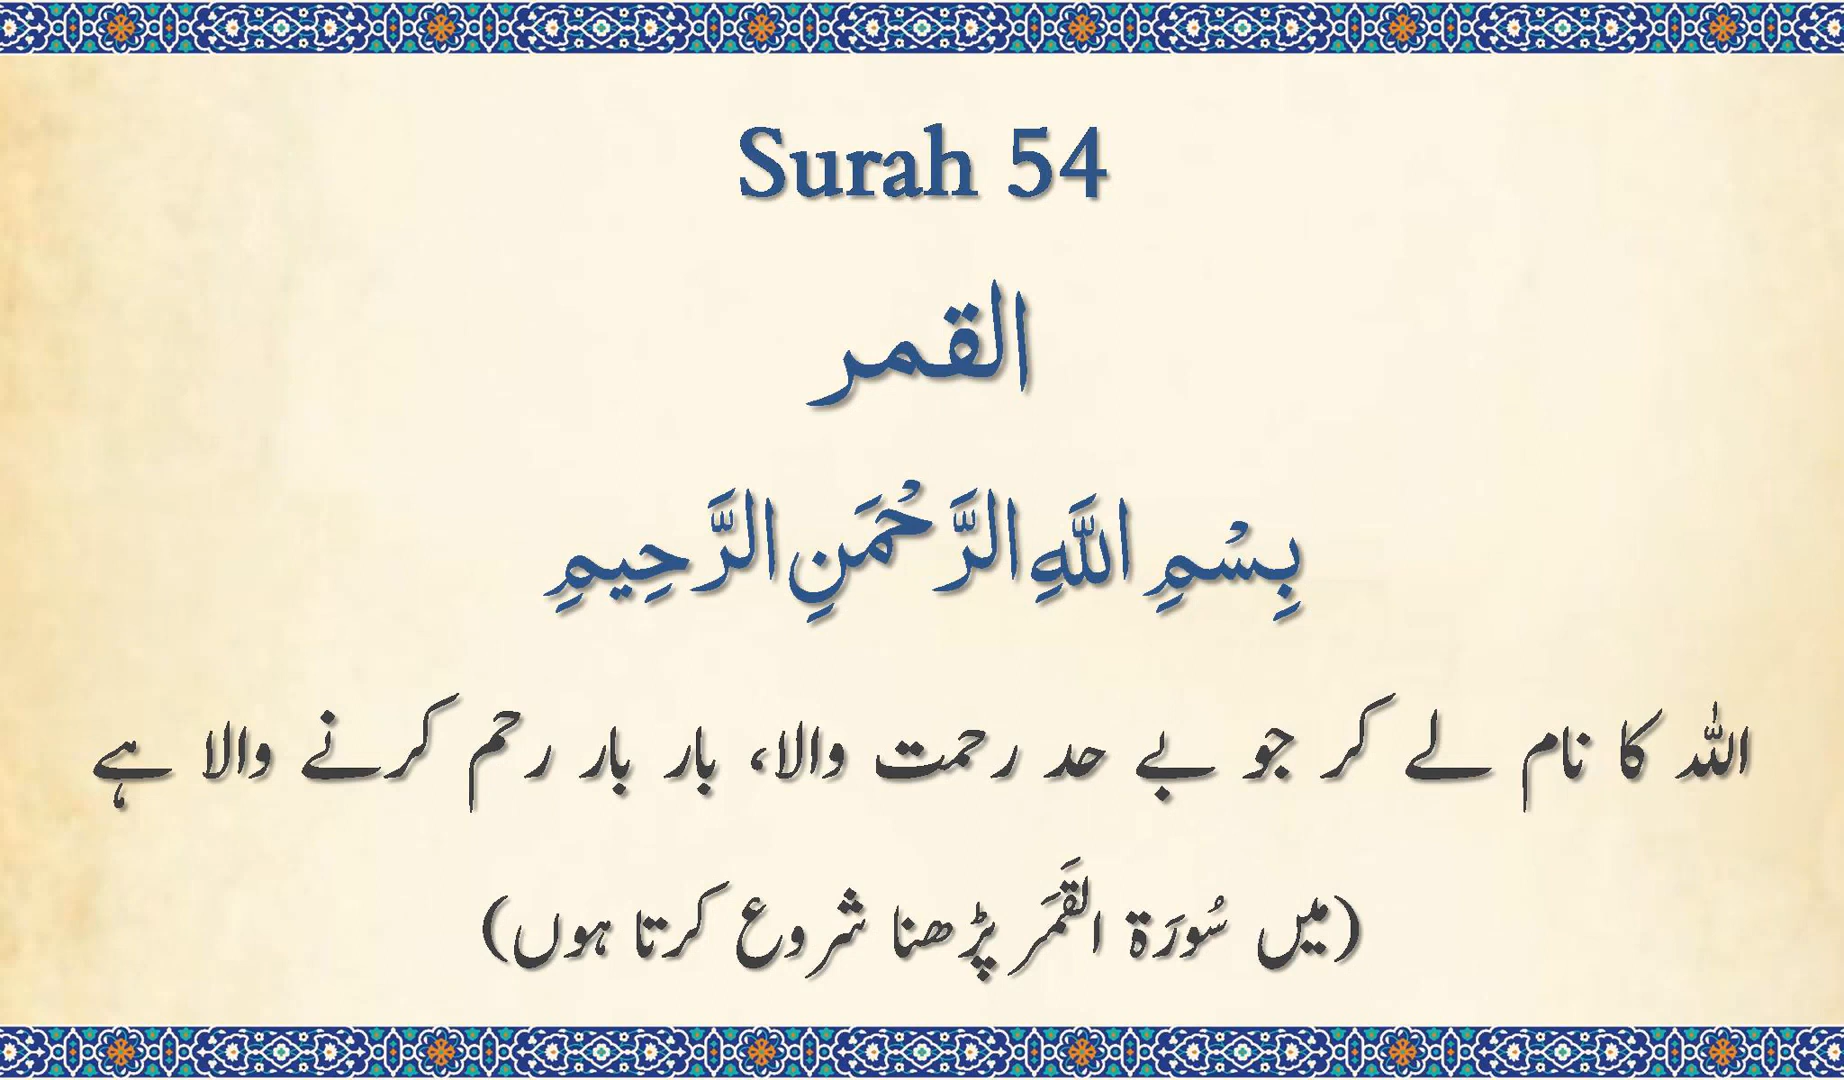 Surah 54
القمر
بِسْمِ اللَّهِ الرَّحْمَنِ الرَّحِيمِ
اللہ کا نام لے کر جو بے حد رحمت والا، بار بار رحم کرنے والا ہے
(میں سُورَة القَمَر پڑھنا شروع کرتا ہوں)